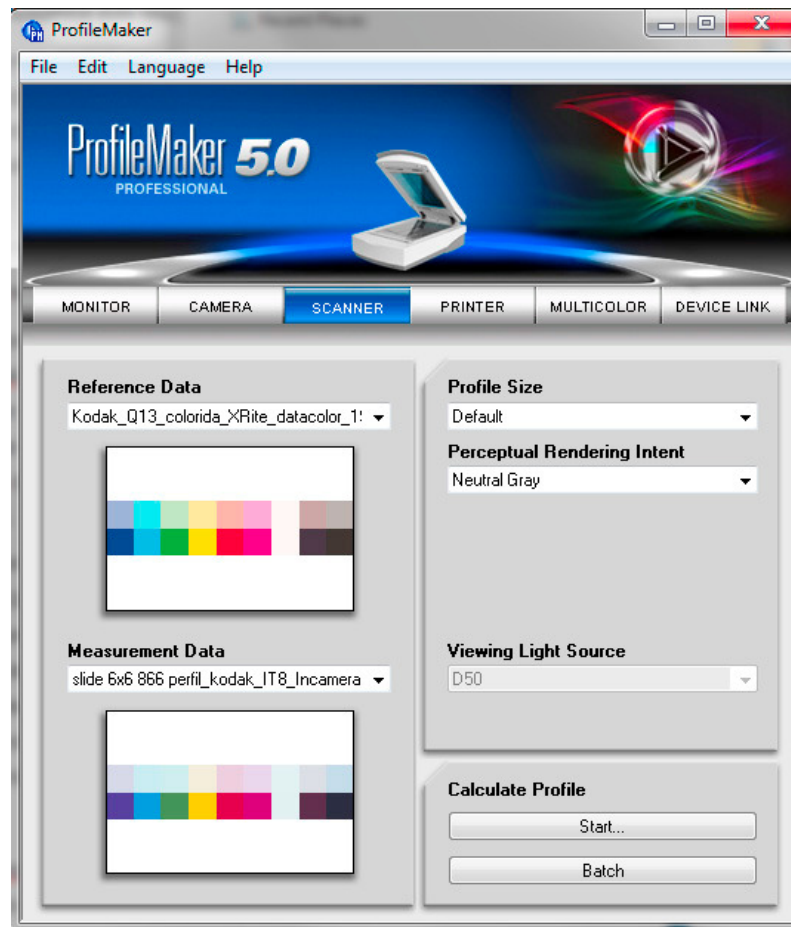 ProfileMaker
File Edit Language Help
ProfileMaker 5.0
PROFESSIONAL
MONITOR CAMERA SCANNER PRINTER MULTICOLOR DEVICE LINK
Reference Data
Kodak_Q13_colorida_XRite_datacolor_1
Profile Size
Default
Perceptual Rendering Intent
Neutral Gray
Measurement Data
slide 6x6 866 perfil_kodak_IT8_Incamera
Viewing Light Source
D50
Calculate Profile
Start...
Batch